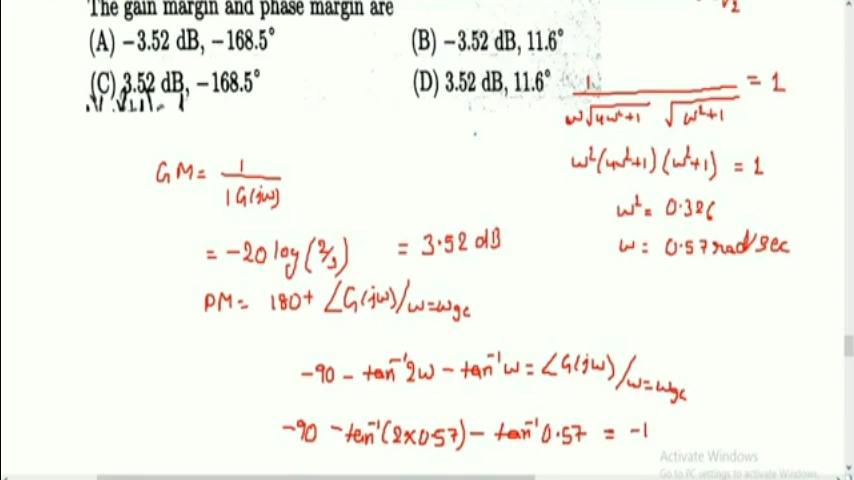 The gain margin and phase margin are
(A) −3.52 dB, −168.5° (B) −3.52 dB, 11.6°
(C) 3.52 dB, −168.5° (D) 3.52 dB, 11.6°
1 / ω√4ω²+1 √ω²+1 = 1
ω²(4ω²+1)(ω²+1) = 1
ω² = 0.326
ω = 0.57 rad/sec
GM = 1 / |G(jω)
= -20 log(2/3) = 3.52 dB
PM = 180 + ∠G(jω)/ω=ωgc
-90 - tan⁻¹2ω - tan⁻¹ω = ∠G(jω)/ω=ωgc
-90 - tan⁻¹(2×0.57) - tan⁻¹0.57 = -1
Activate Windows
Go to PC settings to activate Windows.